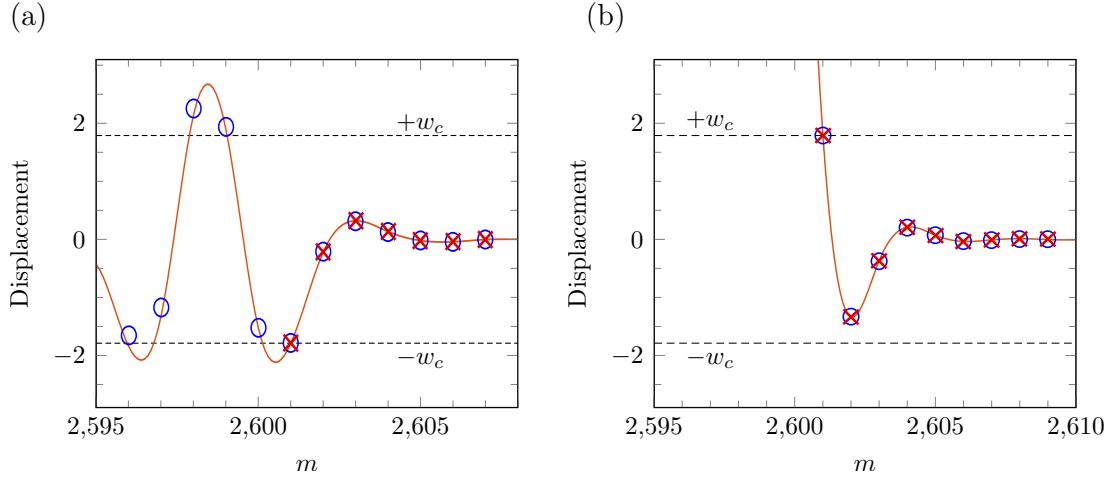 (a)
Displacement
2
0
−2
+w_c
−w_c
2,595
2,600
2,605
m
(b)
Displacement
2
0
−2
+w_c
−w_c
2,595
2,600
2,605
2,610
m